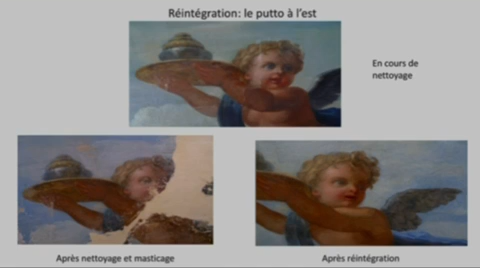 Réintégration: le putto à l'est
En cours de
nettoyage
Après nettoyage et masticage
Après réintégration